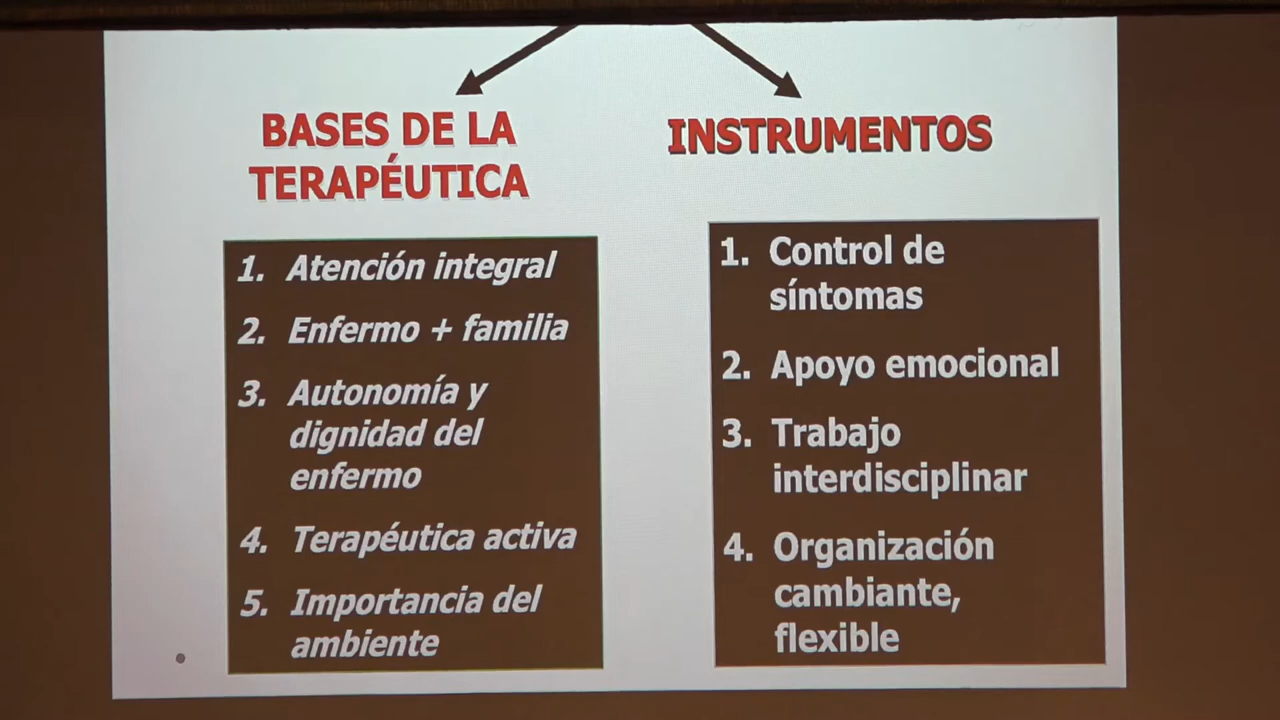 BASES DE LA
TERAPÉUTICA
1. Atención integral
2. Enfermo + familia
3. Autonomía y
dignidad del
enfermo
4. Terapéutica activa
5. Importancia del
ambiente
INSTRUMENTOS
1. Control de
síntomas
2. Apoyo emocional
3. Trabajo
interdisciplinar
4. Organización
cambiante,
flexible